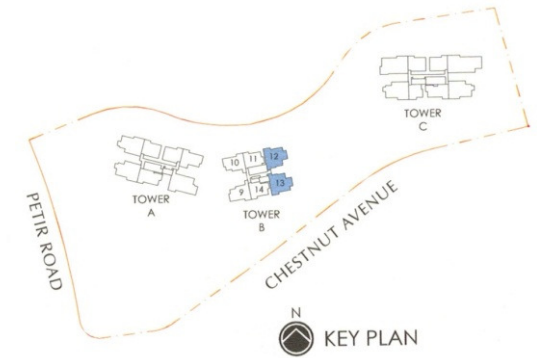 TOWER
C
10 11 12
9 14 13
TOWER
A
TOWER
B
PETIR ROAD
CHESTNUT AVENUE
N
KEY PLAN